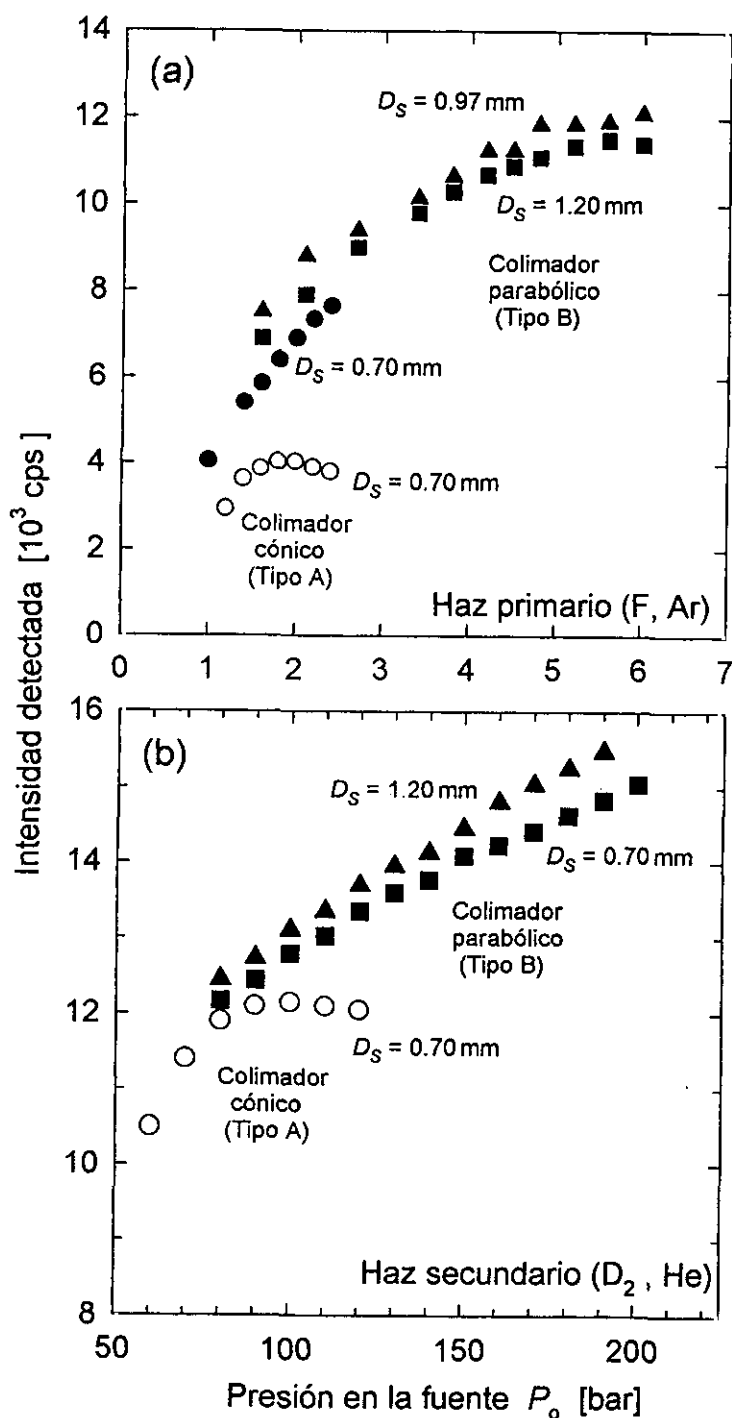 Intensidad detectada [10³ cps]
14
12
10
8
6
4
2
0
(a)
D_S = 0.97 mm
D_S = 1.20 mm
Colimador
parabólico
(Tipo B)
D_S = 0.70 mm
D_S = 0.70 mm
Colimador
cónico
(Tipo A)
Haz primario (F, Ar)
0 1 2 3 4 5 6 7
16
14
12
10
8
(b)
D_S = 1.20 mm
D_S = 0.70 mm
Colimador
parabólico
(Tipo B)
D_S = 0.70 mm
Colimador
cónico
(Tipo A)
Haz secundario (D₂ , He)
50 100 150 200
Presión en la fuente P₀ [bar]